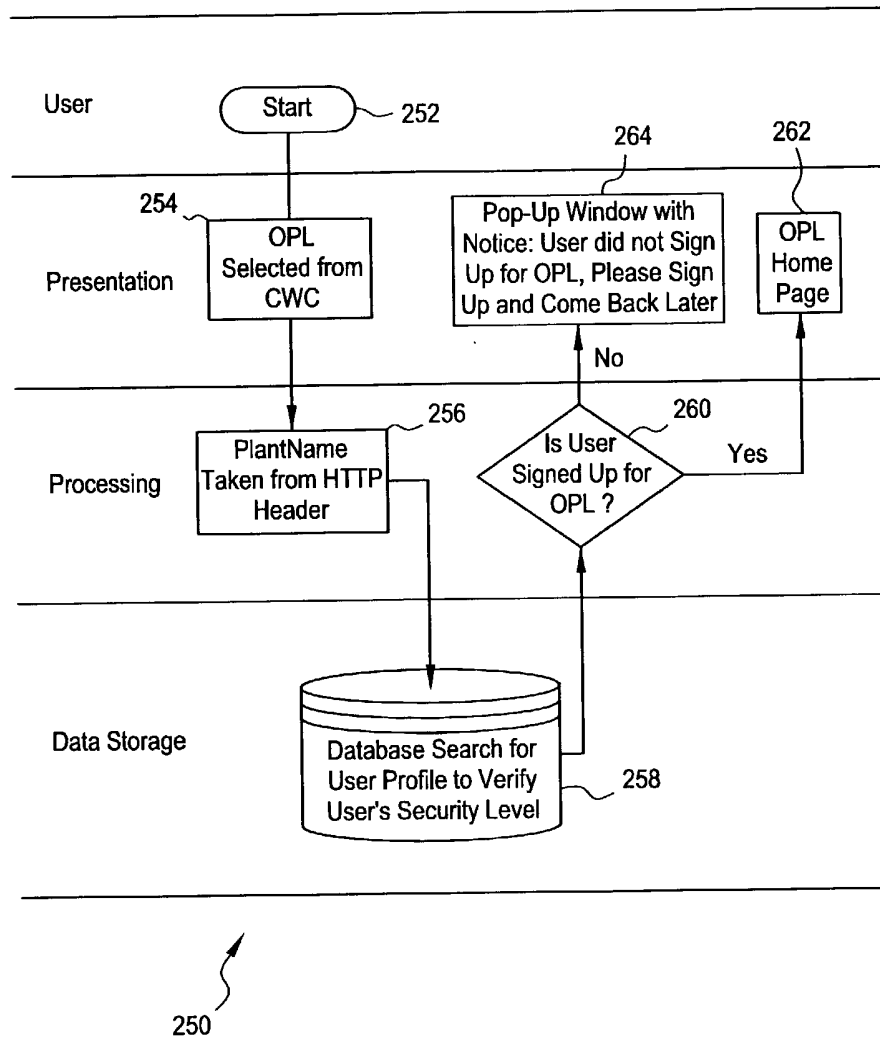 User
Start
252
264
262
254
Presentation
OPL
Selected from
CWC
Pop-Up Window with
Notice: User did not Sign
Up for OPL, Please Sign
Up and Come Back Later
OPL
Home
Page
No
Processing
256
PlantName
Taken from HTTP
Header
260
Is User
Signed Up for
OPL ?
Yes
Data Storage
Database Search for
User Profile to Verify
User's Security Level
258
250